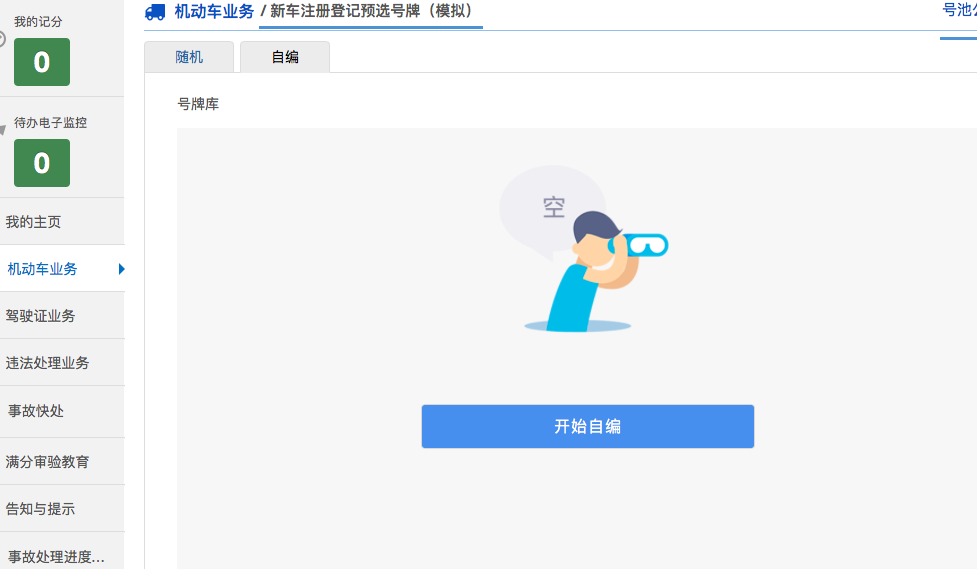 我的记分
0
待办电子监控
0
我的主页
机动车业务
驾驶证业务
违法处理业务
事故快处
满分审验教育
告知与提示
事故处理进度...
机动车业务 / 新车注册登记预选号牌（模拟）
号池
随机
自编
号牌库
空
开始自编